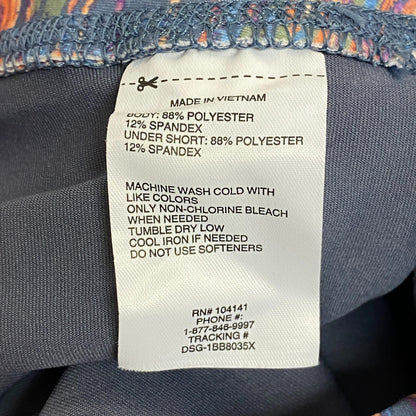 MADE IN VIETNAM
BODY: 88% POLYESTER
12% SPANDEX
UNDER SHORT: 88% POLYESTER
12% SPANDEX
MACHINE WASH COLD WITH
LIKE COLORS
ONLY NON-CHLORINE BLEACH
WHEN NEEDED
TUMBLE DRY LOW
COOL IRON IF NEEDED
DO NOT USE SOFTENERS
RN# 104141
PHONE #:
1-877-846-9997
TRACKING #
DSG-1BB8035X